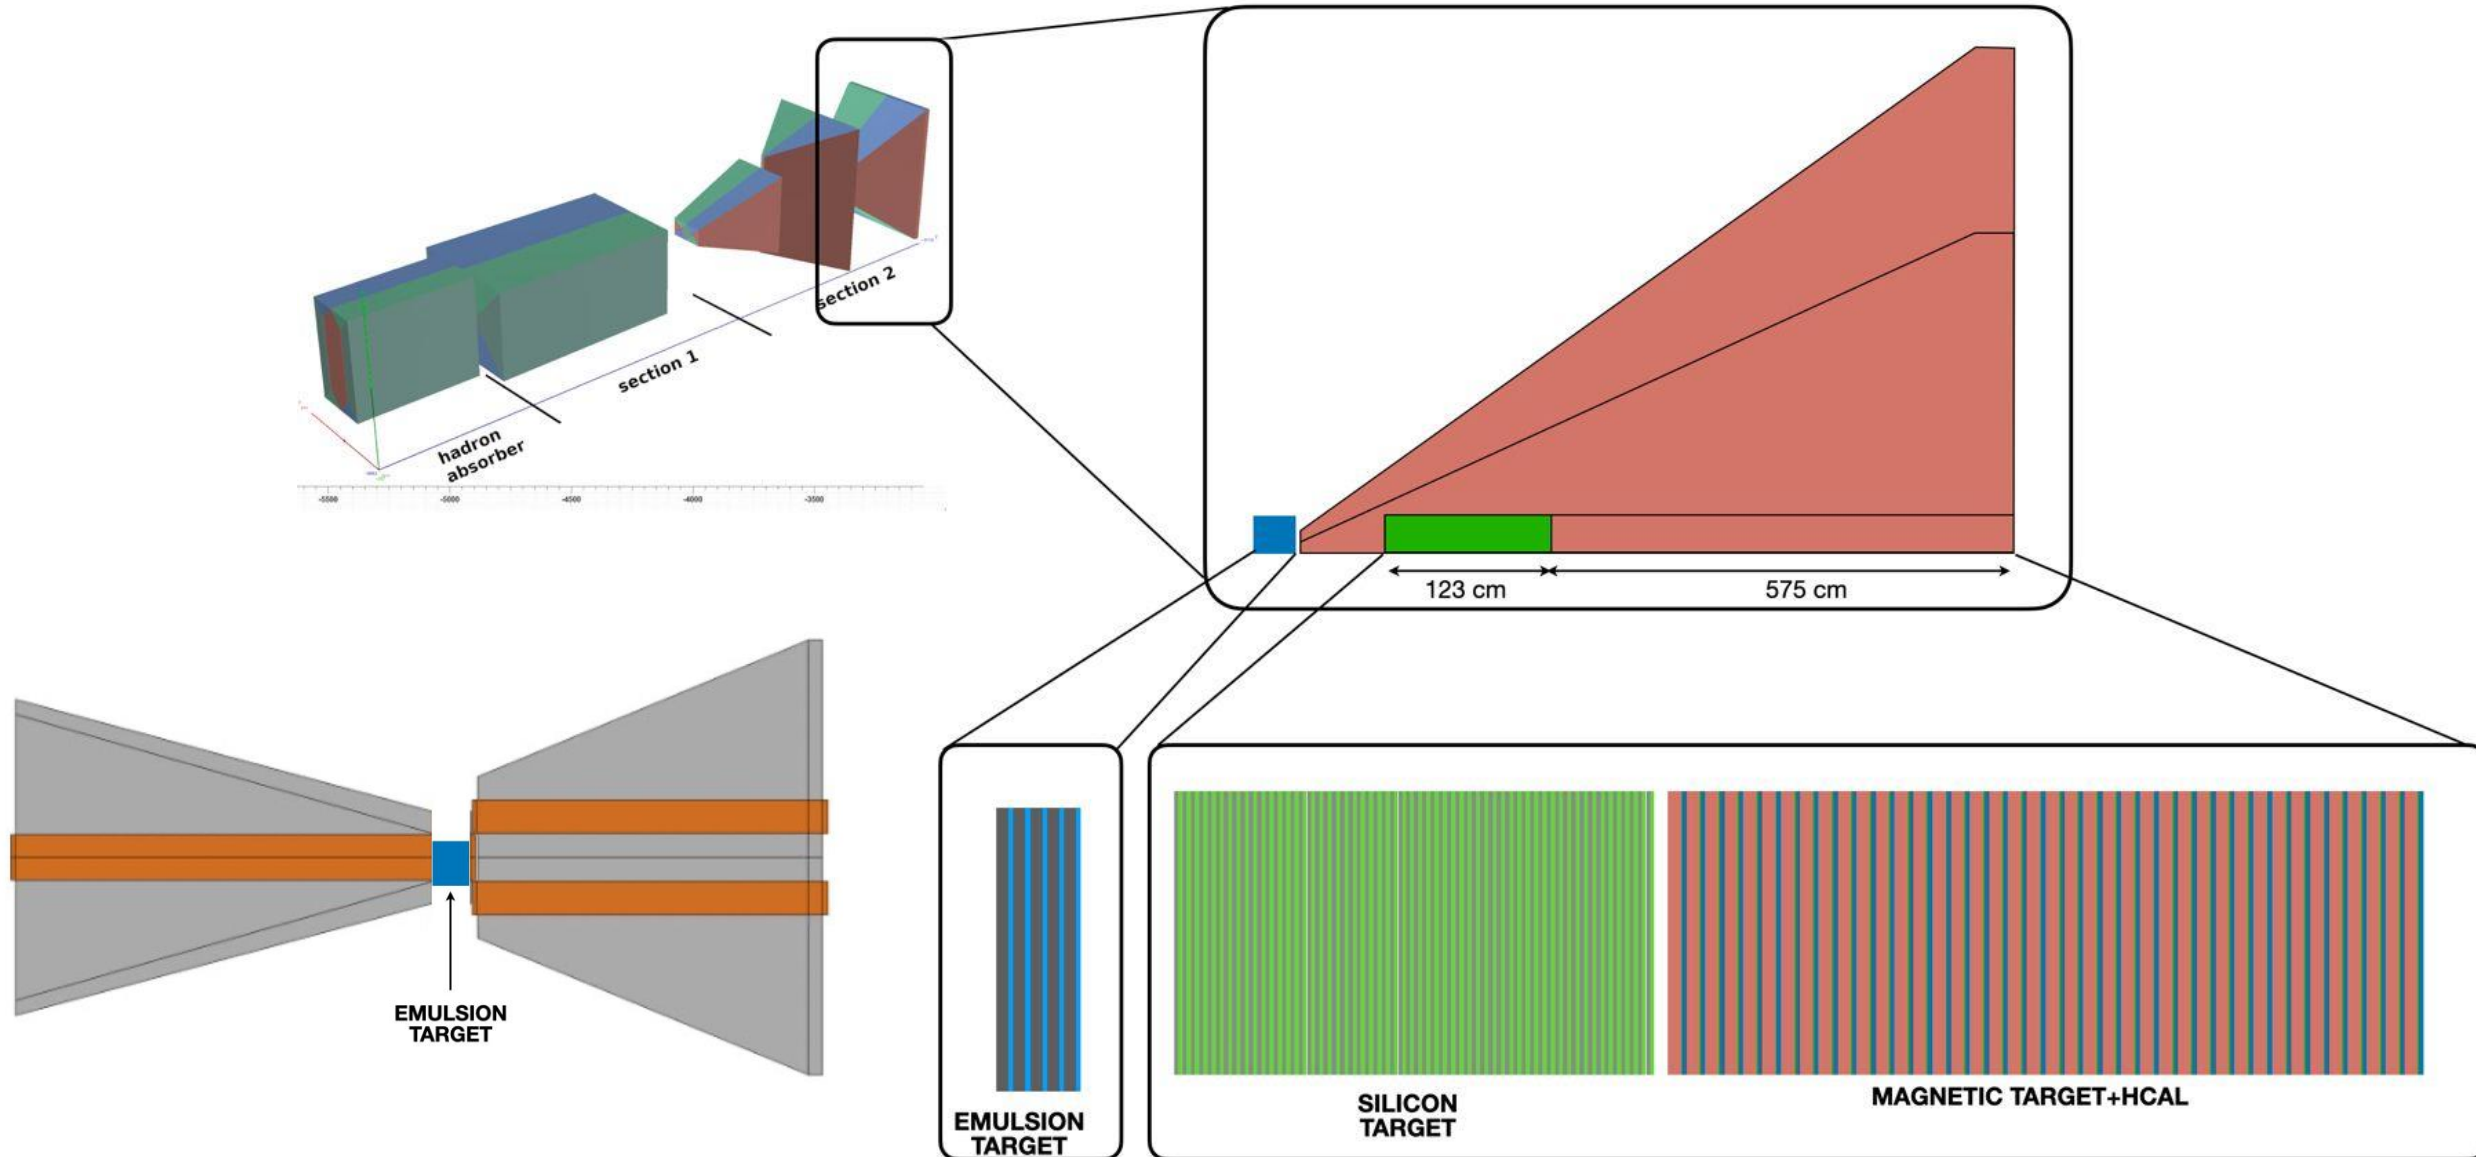 section 2
section 1
hadron
absorber
-5500
-5000
-4500
-4000
-3500
123 cm
575 cm
EMULSION
TARGET
EMULSION
TARGET
SILICON
TARGET
MAGNETIC TARGET+HCAL